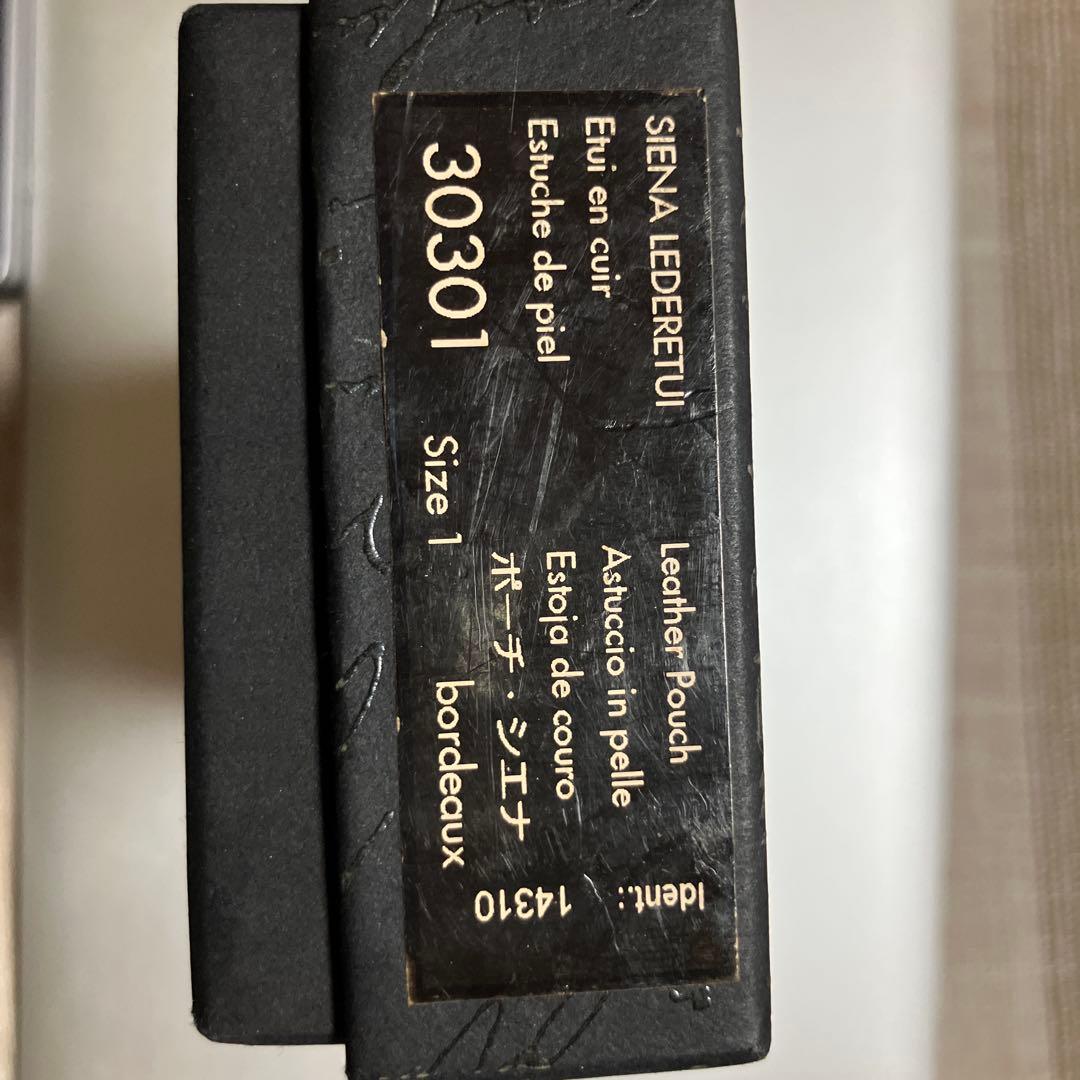 SIENA LEDERETUI
Etui en cuir
Estuche de piel
30301
Size 1
Leather Pouch
Astuccio in pelle
Estoja de couro
ポーチ・シエナ
bordeaux
Ident.:
14310